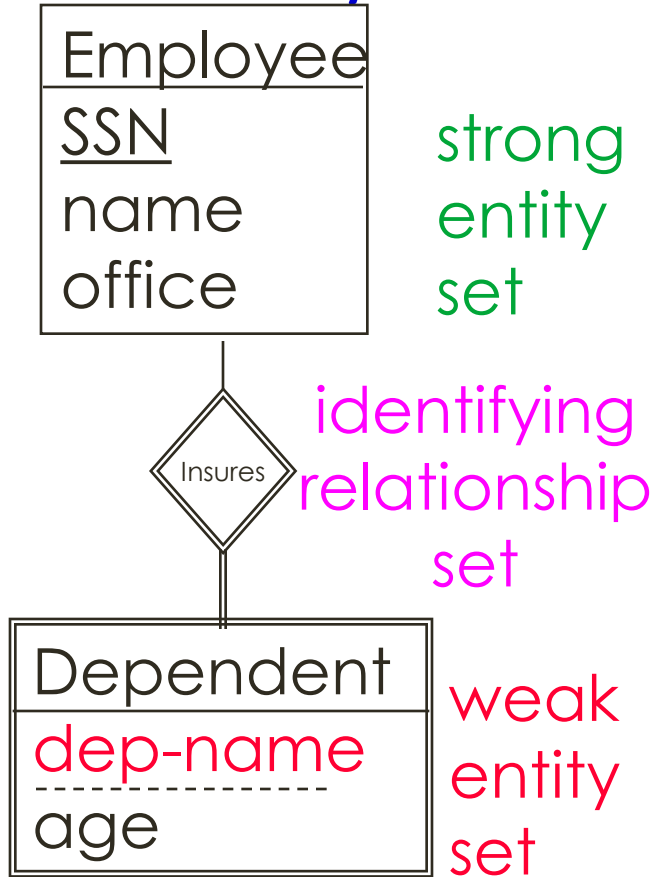 Employee
SSN
name
office
strong
entity
set
Insures
identifying
relationship
set
Dependent
dep-name
age
weak
entity
set